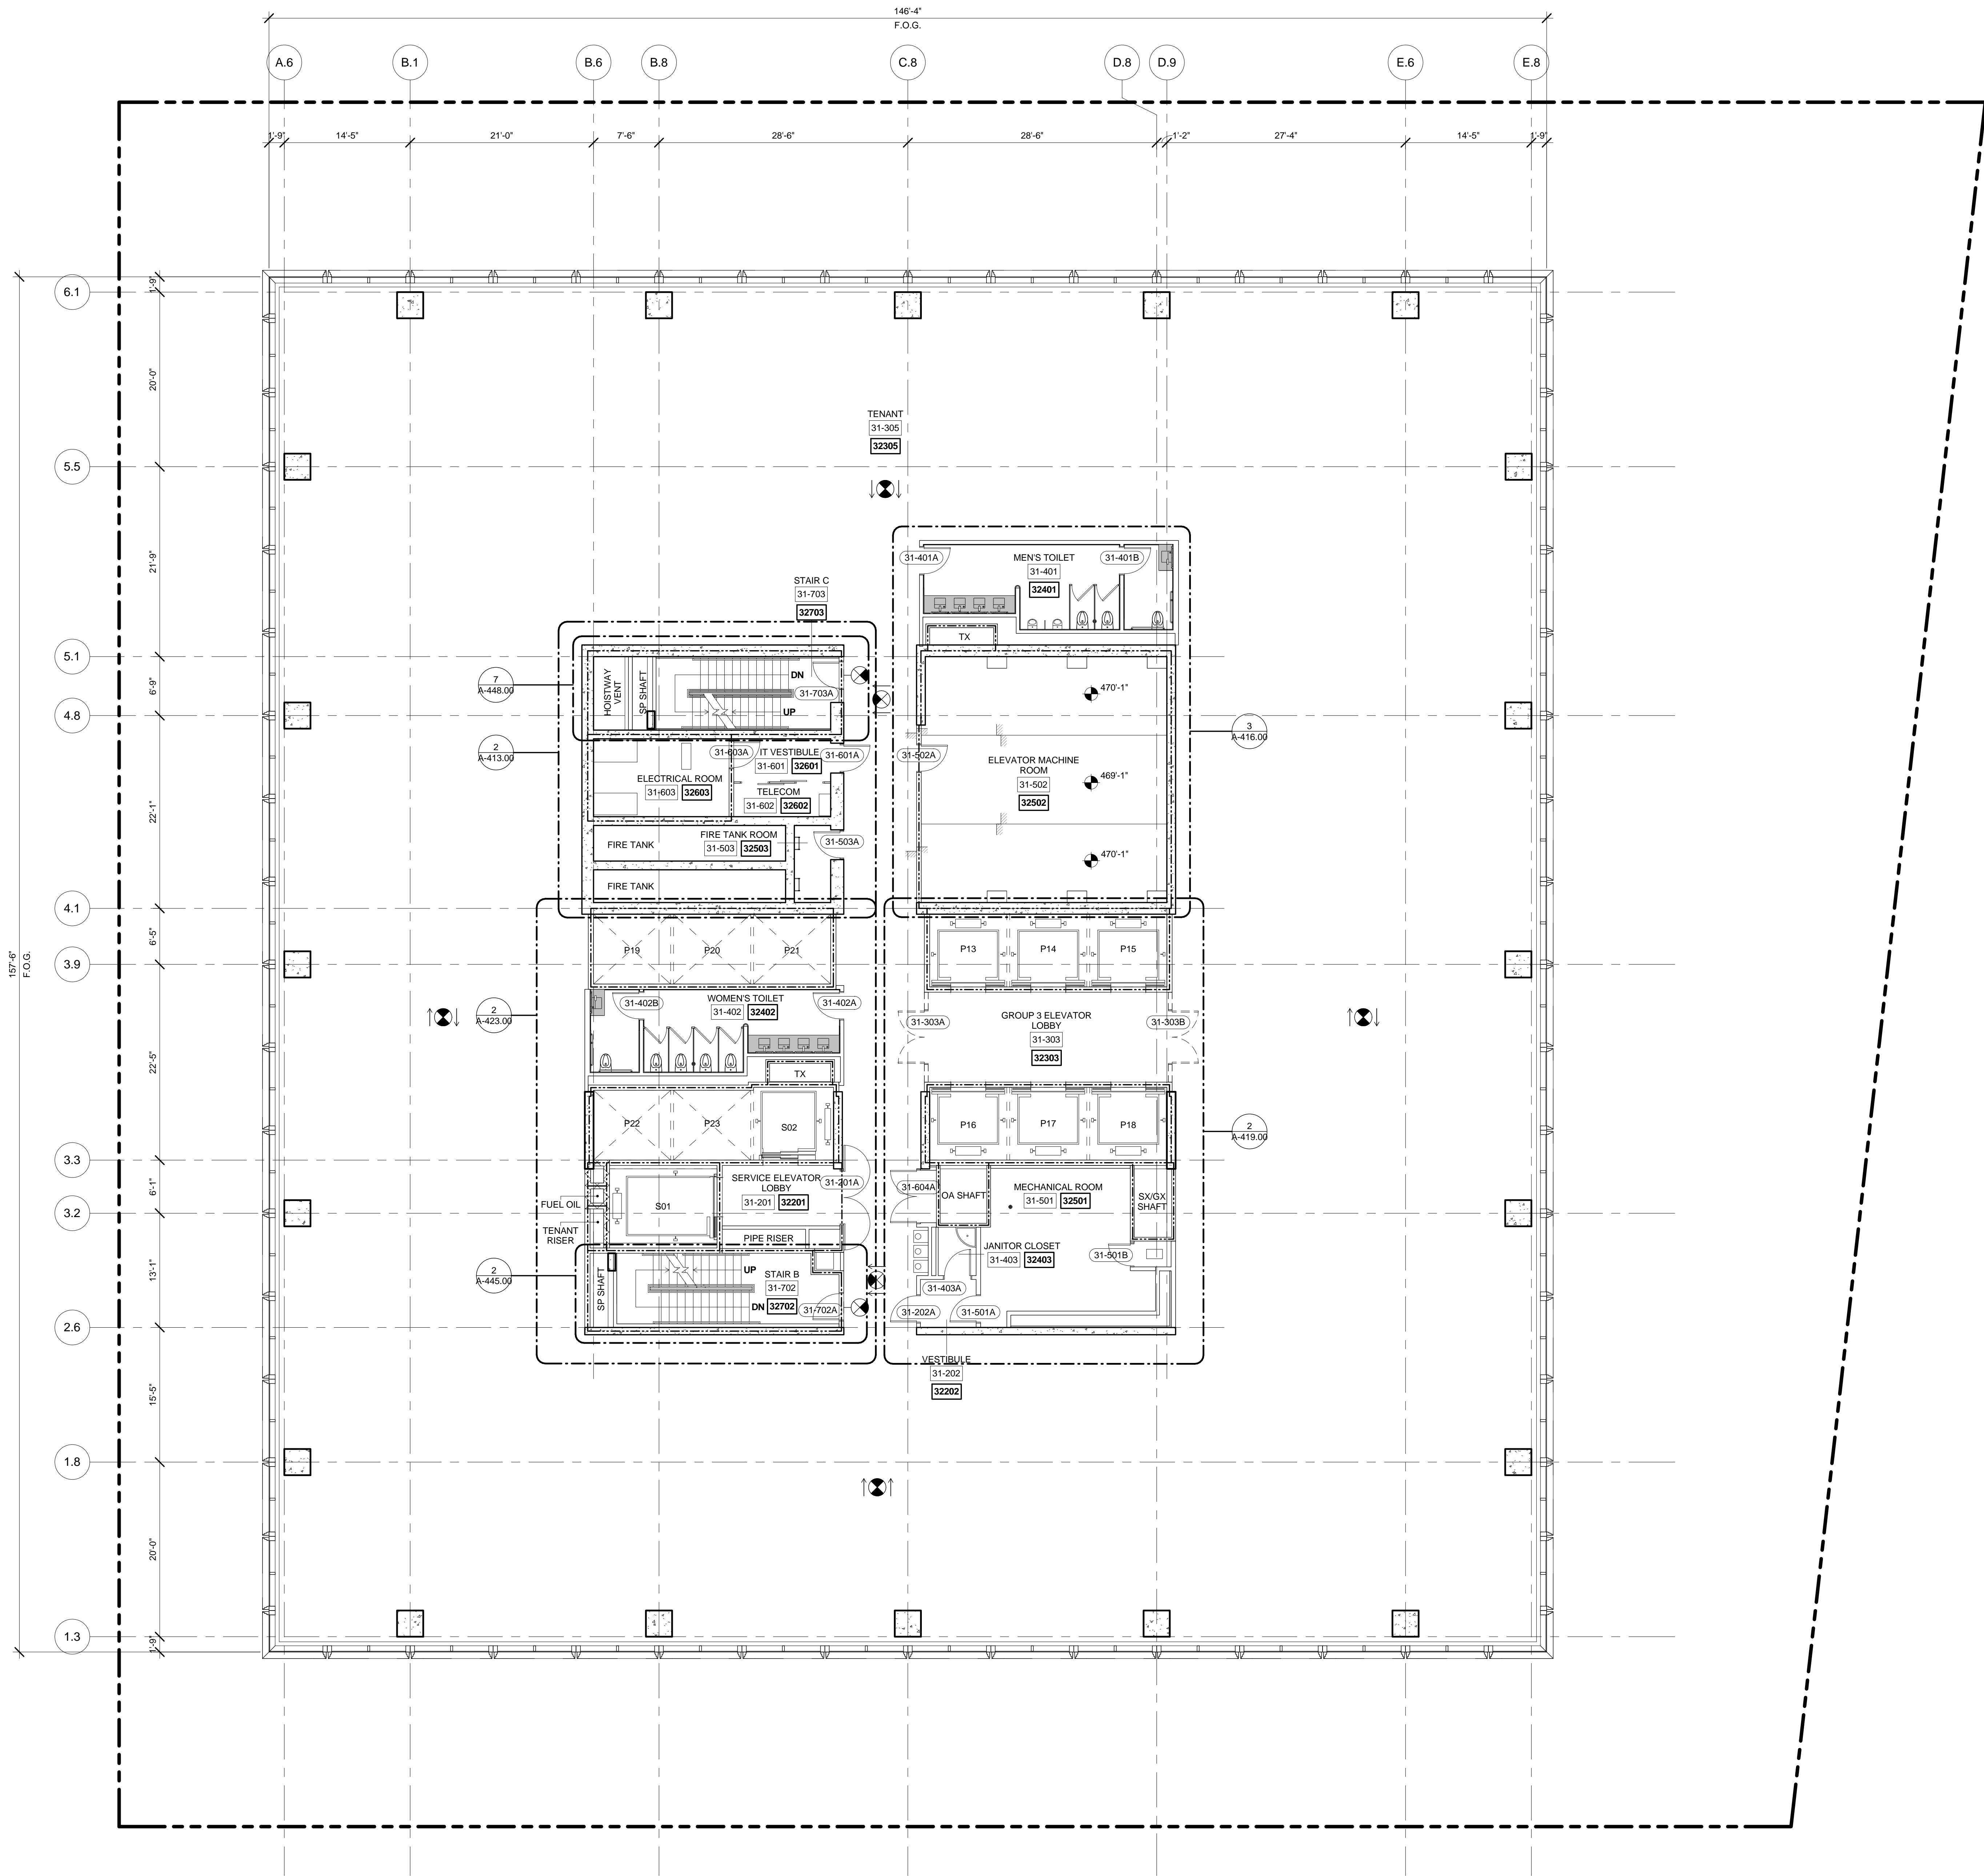 146'-4"
F.O.G.
A.6
B.1
B.6
B.8
C.8
D.8
D.9
E.6
E.8
1'-9"
14'-5"
21'-0"
7'-6"
28'-6"
28'-6"
1'-2"
27'-4"
14'-5"
1'-9"
157'-6"
F.O.G.
6.1
5.5
5.1
4.8
4.1
3.9
3.3
3.2
2.6
1.8
1.3
1'-9"
20'-0"
21'-9"
6'-9"
22'-1"
6'-5"
22'-5"
6'-1"
13'-1"
15'-5"
20'-0"
1'-9"
TENANT
31-305
32305
STAIR C
31-703
32703
31-401A
MEN'S TOILET
31-401
32401
31-401B
TX
7
A-448.00
HOISTWAY
VENT
SP SHAFT
DN
31-703A
UP
2
A-413.00
31-603A
IT VESTIBULE
31-601
32601
31-601A
ELECTRICAL ROOM
31-603
32603
TELECOM
31-602
32602
FIRE TANK ROOM
31-503
32503
31-503A
FIRE TANK
FIRE TANK
470'-1"
3
A-416.00
31-502A
ELEVATOR MACHINE
ROOM
31-502
32502
469'-1"
470'-1"
P19
P20
P21
P13
P14
P15
2
A-423.00
31-402B
WOMEN'S TOILET
31-402
32402
31-402A
TX
31-303A
GROUP 3 ELEVATOR
LOBBY
31-303
32303
31-303B
P22
P23
S02
P16
P17
P18
2
A-419.00
FUEL OIL
TENANT
RISER
S01
SERVICE ELEVATOR
LOBBY
31-201
32201
31-201A
PIPE RISER
31-604A
OA SHAFT
MECHANICAL ROOM
31-501
32501
SX/GX
SHAFT
JANITOR CLOSET
31-403
32403
31-501B
31-403A
31-202A
31-501A
2
A-445.00
SP SHAFT
UP
STAIR B
31-702
32702
DN
31-702A
VESTIBULE
31-202
32202